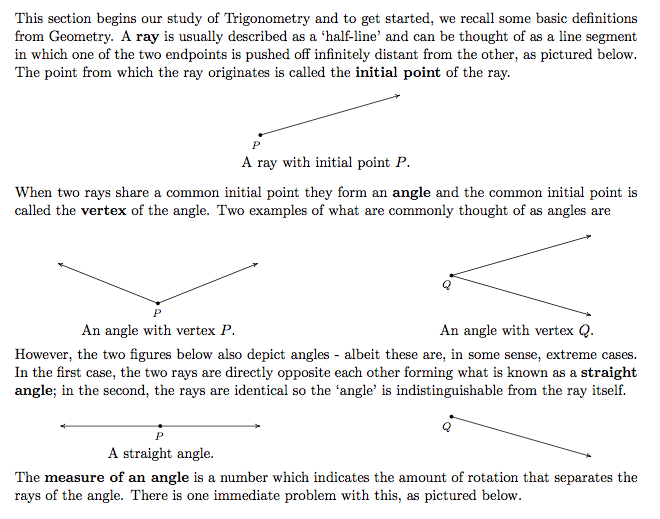 This section begins our study of Trigonometry and to get started, we recall some basic definitions
from Geometry. A ray is usually described as a ‘half-line’ and can be thought of as a line segment
in which one of the two endpoints is pushed off infinitely distant from the other, as pictured below.
The point from which the ray originates is called the initial point of the ray.
P
A ray with initial point P.
When two rays share a common initial point they form an angle and the common initial point is
called the vertex of the angle. Two examples of what are commonly thought of as angles are
P
An angle with vertex P.
Q
An angle with vertex Q.
However, the two figures below also depict angles - albeit these are, in some sense, extreme cases.
In the first case, the two rays are directly opposite each other forming what is known as a straight
angle; in the second, the rays are identical so the ‘angle’ is indistinguishable from the ray itself.
P
A straight angle.
Q
The measure of an angle is a number which indicates the amount of rotation that separates the
rays of the angle. There is one immediate problem with this, as pictured below.